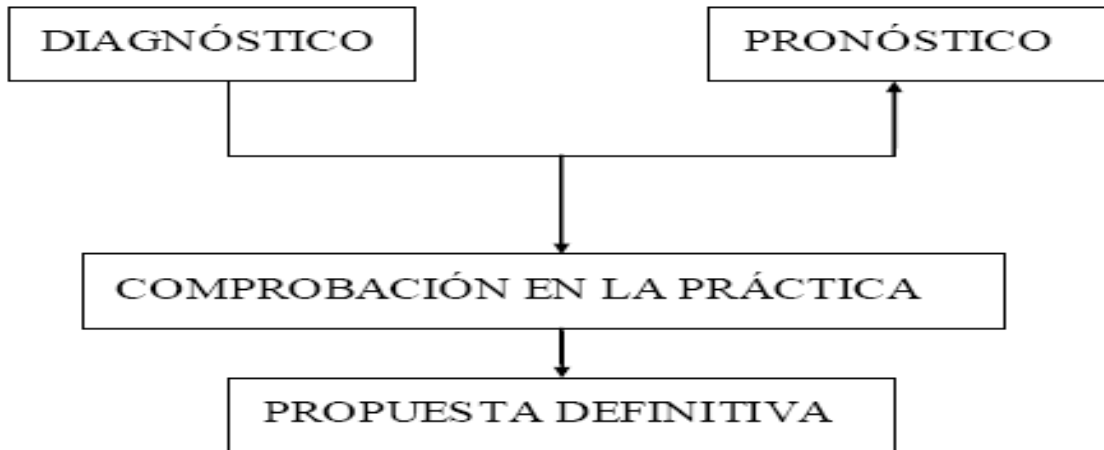 DIAGNÓSTICO
PRONÓSTICO
COMPROBACIÓN EN LA PRÁCTICA
PROPUESTA DEFINITIVA